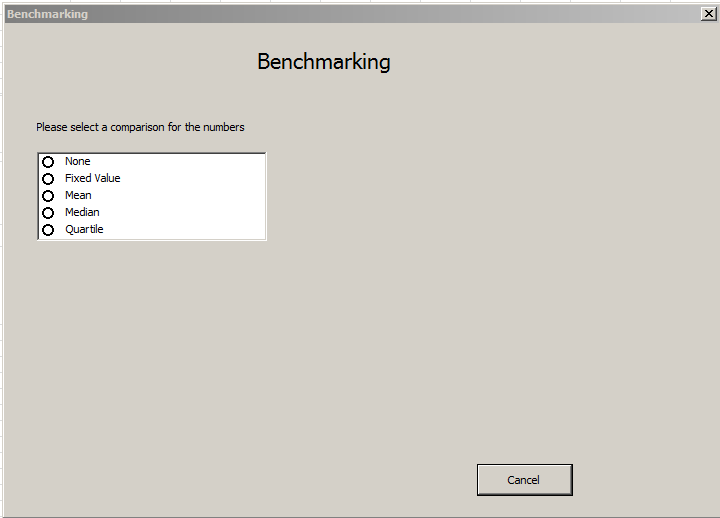 Benchmarking
Benchmarking
Please select a comparison for the numbers
None
Fixed Value
Mean
Median
Quartile
Cancel